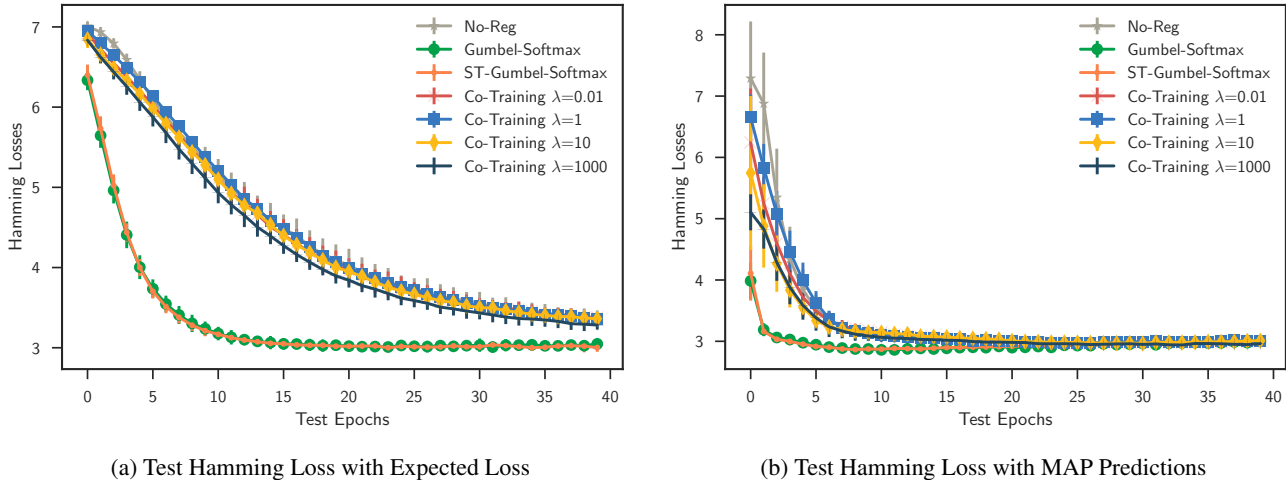 7
6
5
4
3
Hamming Losses
0 5 10 15 20 25 30 35 40
Test Epochs
No-Reg
Gumbel-Softmax
ST-Gumbel-Softmax
Co-Training λ=0.01
Co-Training λ=1
Co-Training λ=10
Co-Training λ=1000
(a) Test Hamming Loss with Expected Loss
8
7
6
5
4
3
Hamming Losses
0 5 10 15 20 25 30 35 40
Test Epochs
No-Reg
Gumbel-Softmax
ST-Gumbel-Softmax
Co-Training λ=0.01
Co-Training λ=1
Co-Training λ=10
Co-Training λ=1000
(b) Test Hamming Loss with MAP Predictions